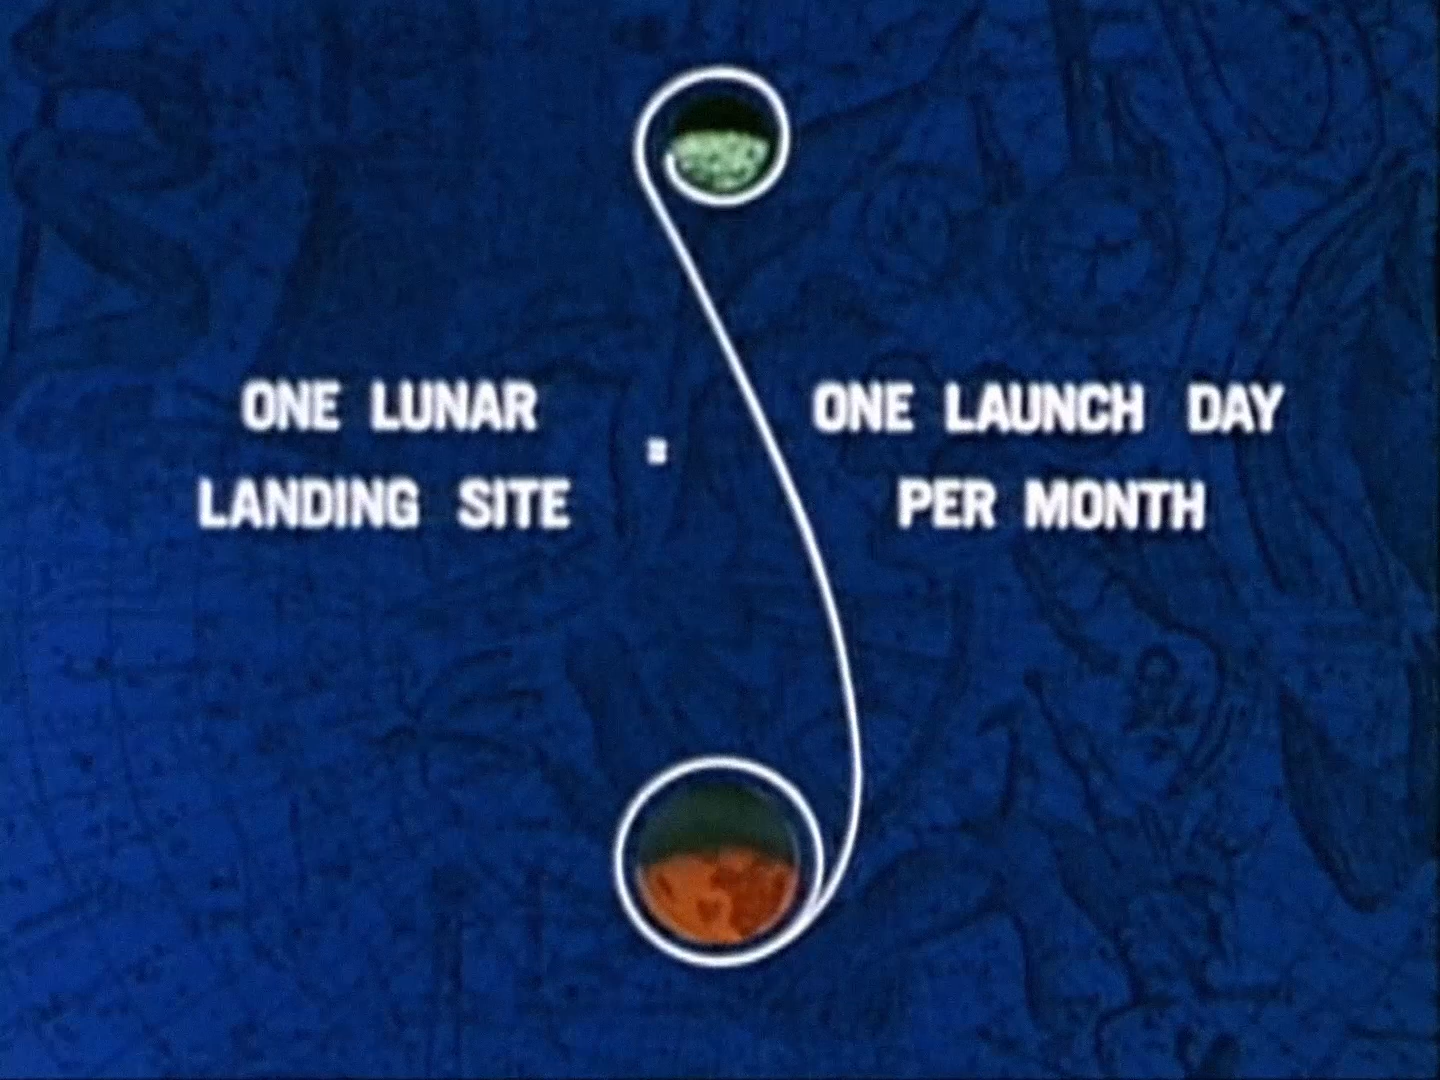 ONE LUNAR
LANDING SITE
=
ONE LAUNCH DAY
PER MONTH